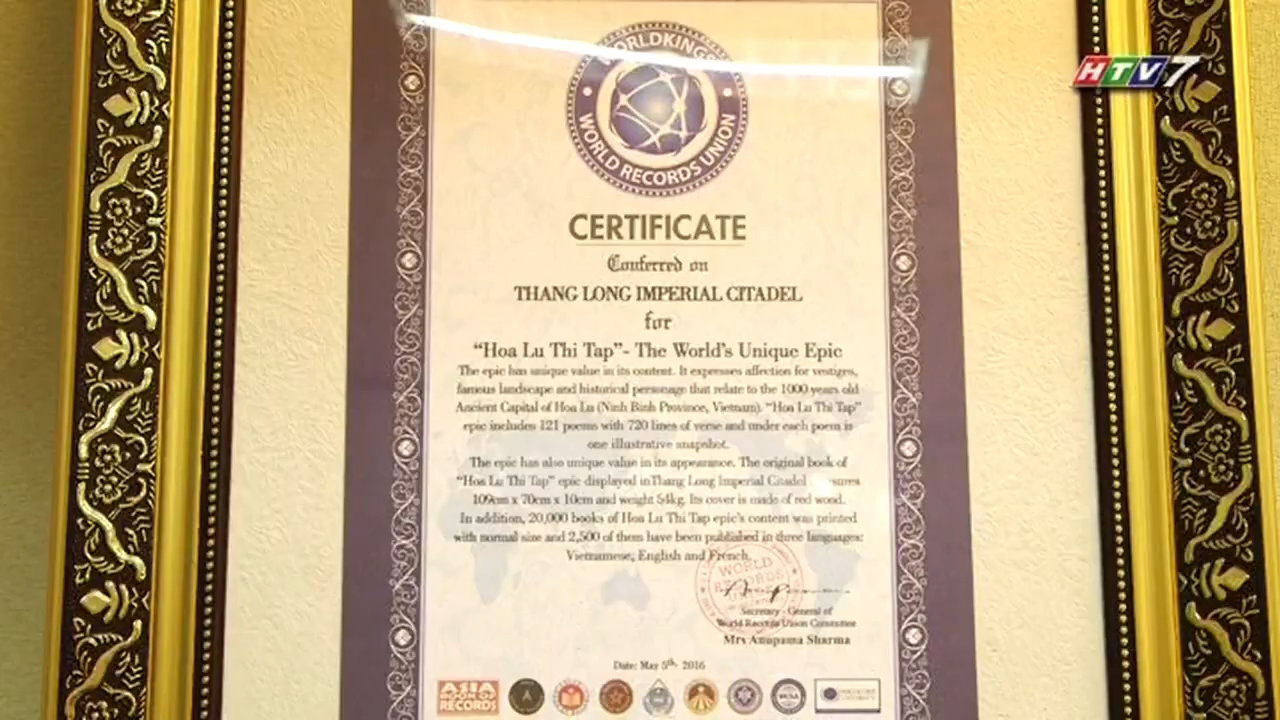 HTV7
WORLDKINGS
WORLD RECORDS UNION
CERTIFICATE
Conferred on
THANG LONG IMPERIAL CITADEL
for
“Hoa Lu Thi Tap”- The World’s Unique Epic
The epic has unique value in its content. It expresses affection for vestiges,
famous landscape and historical personage that relate to the 1000 years old
Ancient Capital of Hoa Lu (Ninh Binh Province, Vietnam). “Hoa Lu Thi Tap”
epic includes 121 poems with 720 lines of verse and under each poem is
one illustrative snapshot.
The epic has also unique value in its appearance. The original book of
“Hoa Lu Thi Tap” epic displayed inThang Long Imperial Citadel
109cm x 70cm x 10cm and weight 54kg. Its cover is made of red wood.
In addition, 20,000 books of Hoa Lu Thi Tap epic's content was printed
with normal size and 2,500 of them have been published in three languages:
Vietnamese, English and French.
WORLD
RECORDS
Secretary - General of
World Records Union Committee
Mrs Anupama Sharma
Date: May 5th- 2016
ASIA
BOOK OF
RECORDS